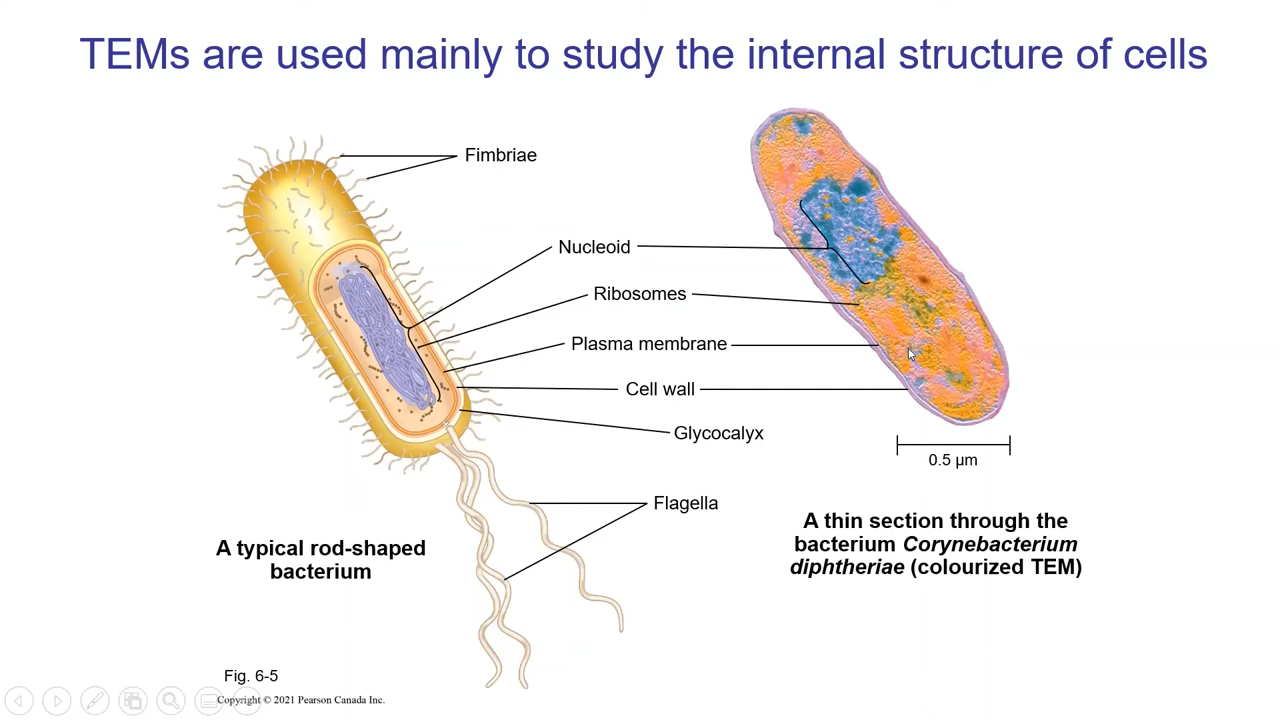 TEMs are used mainly to study the internal structure of cells
Fimbriae
Nucleoid
Ribosomes
Plasma membrane
Cell wall
Glycocalyx
0.5 µm
Flagella
A typical rod-shaped
bacterium
A thin section through the
bacterium Corynebacterium
diphtheriae (colourized TEM)
Fig. 6-5
Copyright © 2021 Pearson Canada Inc.